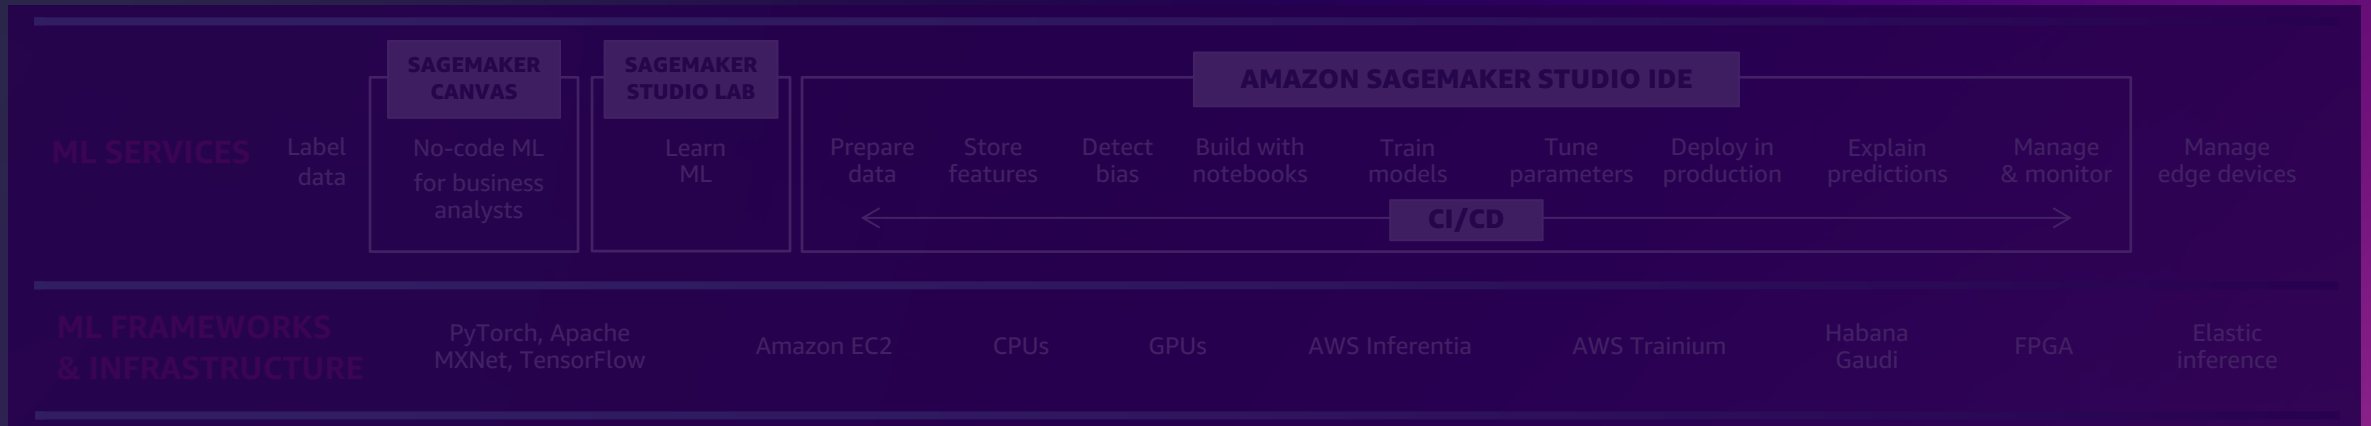 SAGEMAKER
CANVAS
SAGEMAKER
STUDIO LAB
AMAZON SAGEMAKER STUDIO IDE
ML SERVICES
Label
data
No-code ML
for business
analysts
Learn
ML
Prepare
data
Store
features
Detect
bias
Build with
notebooks
Train
models
Tune
parameters
Deploy in
production
Explain
predictions
Manage
& monitor
Manage
edge devices
CI/CD
ML FRAMEWORKS
& INFRASTRUCTURE
PyTorch, Apache
MXNet, TensorFlow
Amazon EC2
CPUs
GPUs
AWS Inferentia
AWS Trainium
Habana
Gaudi
FPGA
Elastic
inference